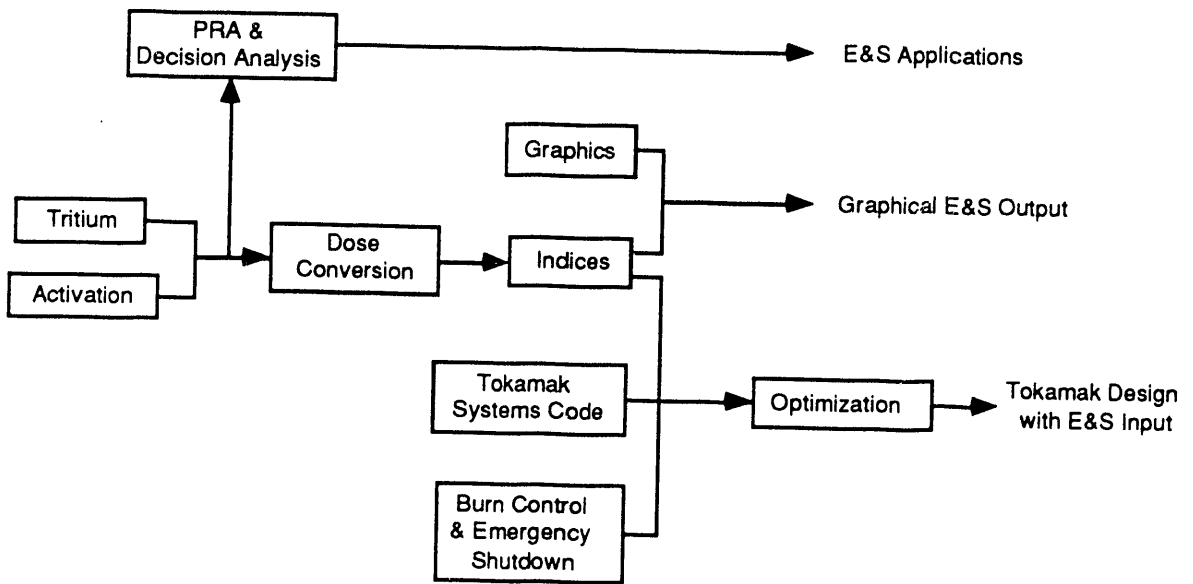 PRA &
Decision Analysis
E&S Applications
Graphics
Graphical E&S Output
Tritium
Dose
Conversion
Indices
Activation
Tokamak
Systems Code
Optimization
Tokamak Design
with E&S Input
Burn Control
& Emergency
Shutdown